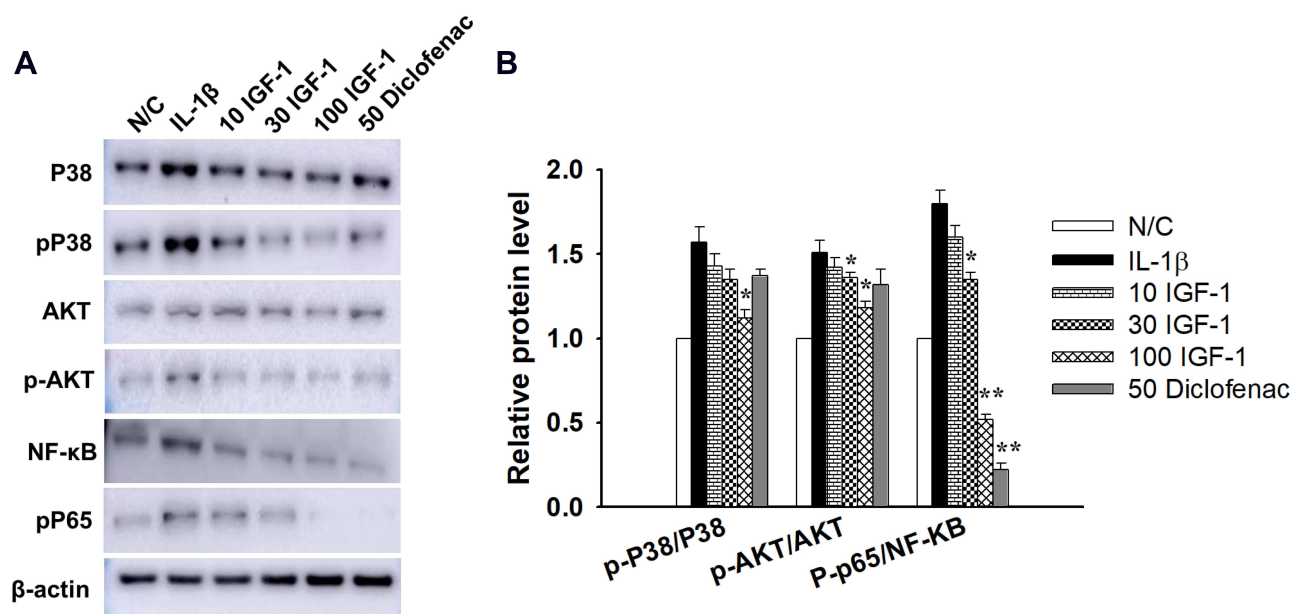 A
N/C
IL-1β
10 IGF-1
30 IGF-1
100 IGF-1
50 Diclofenac
P38
pP38
AKT
p-AKT
NF-κB
pP65
β-actin
B
Relative protein level
2.0
1.5
1.0
0.5
0.0
*
*
*
*
**
**
p-P38/P38
p-AKT/AKT
P-p65/NF-KB
N/C
IL-1β
10 IGF-1
30 IGF-1
100 IGF-1
50 Diclofenac